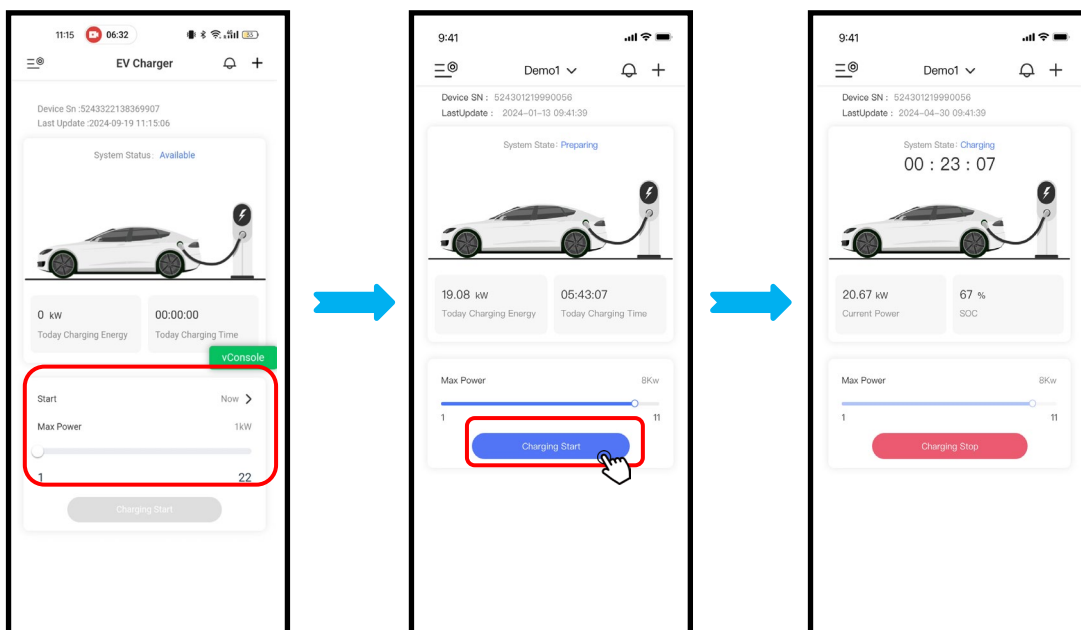 11:15 06:32 55
EV Charger
Device Sn :5243322138369907
Last Update :2024-09-19 11:15:06
System Status: Available
0 kW 00:00:00
Today Charging Energy Today Charging Time
vConsole
Start Now
Max Power 1kW
1 22
Charging Start
9:41
Demo1
Device SN : 524301219990056
LastUpdate : 2024-01-13 09:41:39
System State: Preparing
19.08 kW 05:43:07
Today Charging Energy Today Charging Time
Max Power 8Kw
1 11
Charging Start
9:41
Demo1
Device SN : 524301219990056
LastUpdate : 2024-04-30 09:41:39
System State: Charging
00 : 23 : 07
20.67 kW 67 %
Current Power SOC
Max Power 8Kw
1 11
Charging Stop